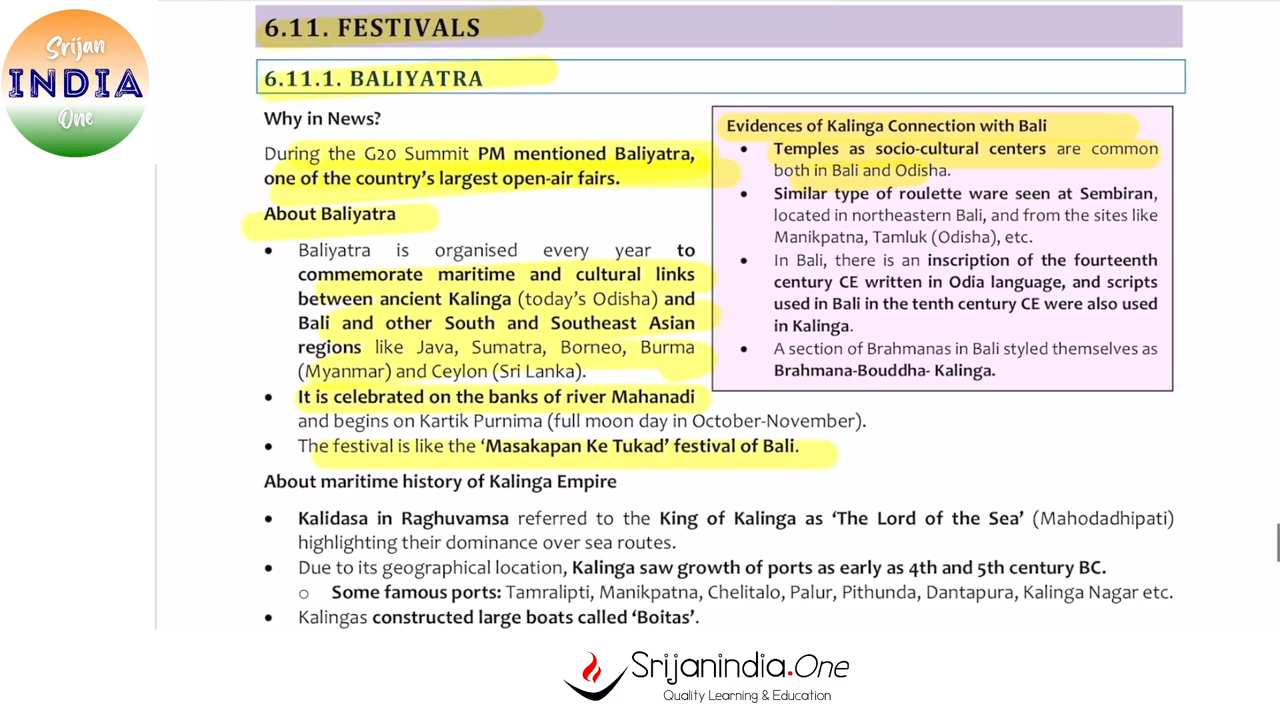 Srijan
INDIA
One
6.11. FESTIVALS
6.11.1. BALIYATRA
Why in News?
During the G20 Summit PM mentioned Baliyatra,
one of the country's largest open-air fairs.
About Baliyatra
• Baliyatra is organised every year to
commemorate maritime and cultural links
between ancient Kalinga (today's Odisha) and
Bali and other South and Southeast Asian
regions like Java, Sumatra, Borneo, Burma
(Myanmar) and Ceylon (Sri Lanka).
• It is celebrated on the banks of river Mahanadi
and begins on Kartik Purnima (full moon day in October-November).
• The festival is like the ‘Masakapan Ke Tukad’ festival of Bali.
Evidences of Kalinga Connection with Bali
• Temples as socio-cultural centers are common
both in Bali and Odisha.
• Similar type of roulette ware seen at Sembiran,
located in northeastern Bali, and from the sites like
Manikpatna, Tamluk (Odisha), etc.
• In Bali, there is an inscription of the fourteenth
century CE written in Odia language, and scripts
used in Bali in the tenth century CE were also used
in Kalinga.
• A section of Brahmanas in Bali styled themselves as
Brahmana-Bouddha- Kalinga.
About maritime history of Kalinga Empire
• Kalidasa in Raghuvamsa referred to the King of Kalinga as ‘The Lord of the Sea’ (Mahodadhipati)
highlighting their dominance over sea routes.
• Due to its geographical location, Kalinga saw growth of ports as early as 4th and 5th century BC.
o Some famous ports: Tamralipti, Manikpatna, Chelitalo, Palur, Pithunda, Dantapura, Kalinga Nagar etc.
• Kalingas constructed large boats called ‘Boitas’.
Srijanindia.One
Quality Learning & Education